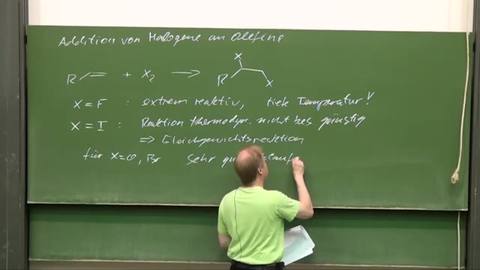 Addition von Halogene an Olefine
R + X₂ → R X X
X = F : extrem reaktiv, tiefe Temperatur!
X = I : Reaktion thermodyn. nicht bes. günstig
⇒ Gleichgewichtsreaktion
für X = Cl, Br sehr